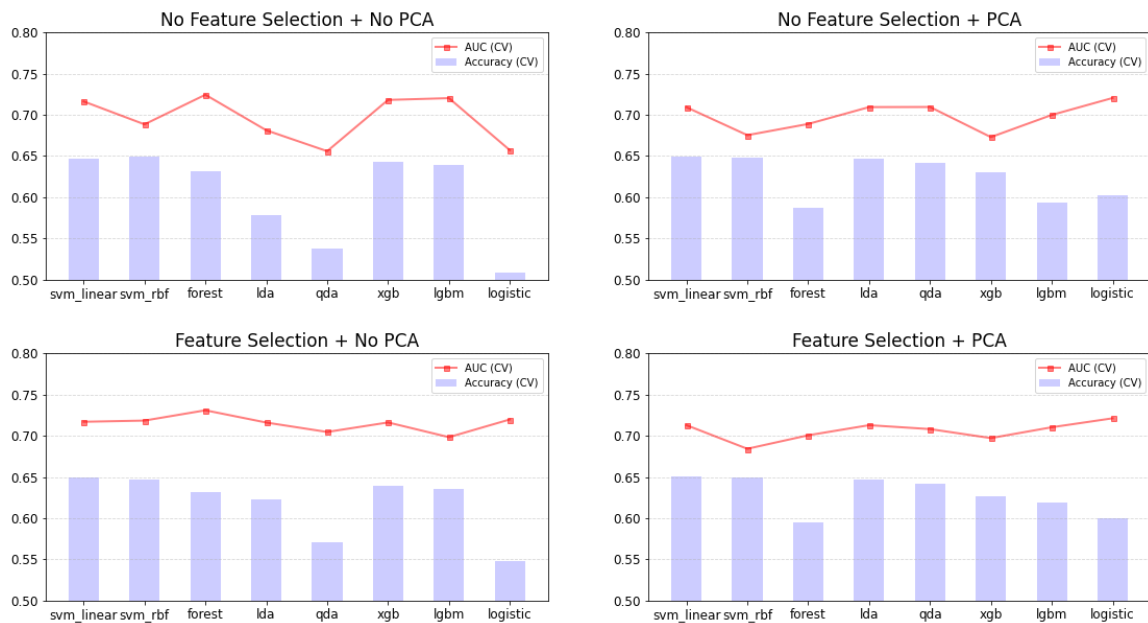 No Feature Selection + No PCA
0.80
0.75
0.70
0.65
0.60
0.55
0.50
AUC (CV)
Accuracy (CV)
svm_linear svm_rbf forest lda qda xgb lgbm logistic
No Feature Selection + PCA
0.80
0.75
0.70
0.65
0.60
0.55
0.50
AUC (CV)
Accuracy (CV)
svm_linear svm_rbf forest lda qda xgb lgbm logistic
Feature Selection + No PCA
0.80
0.75
0.70
0.65
0.60
0.55
0.50
AUC (CV)
Accuracy (CV)
svm_linear svm_rbf forest lda qda xgb lgbm logistic
Feature Selection + PCA
0.80
0.75
0.70
0.65
0.60
0.55
0.50
AUC (CV)
Accuracy (CV)
svm_linear svm_rbf forest lda qda xgb lgbm logistic